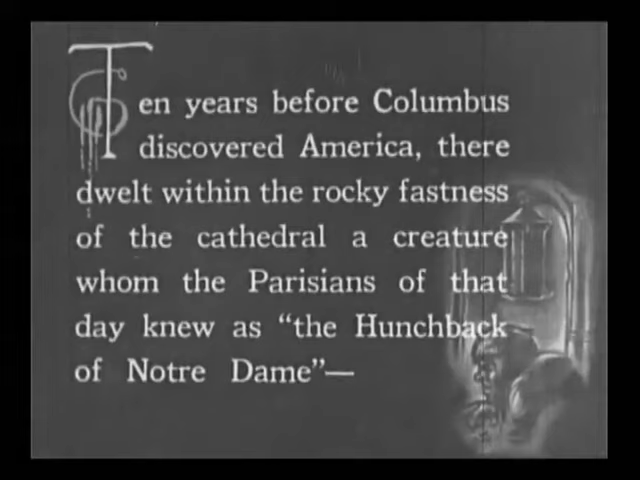 Ten years before Columbus
discovered America, there
dwelt within the rocky fastness
of the cathedral a creature
whom the Parisians of that
day knew as “the Hunchback
of Notre Dame”—